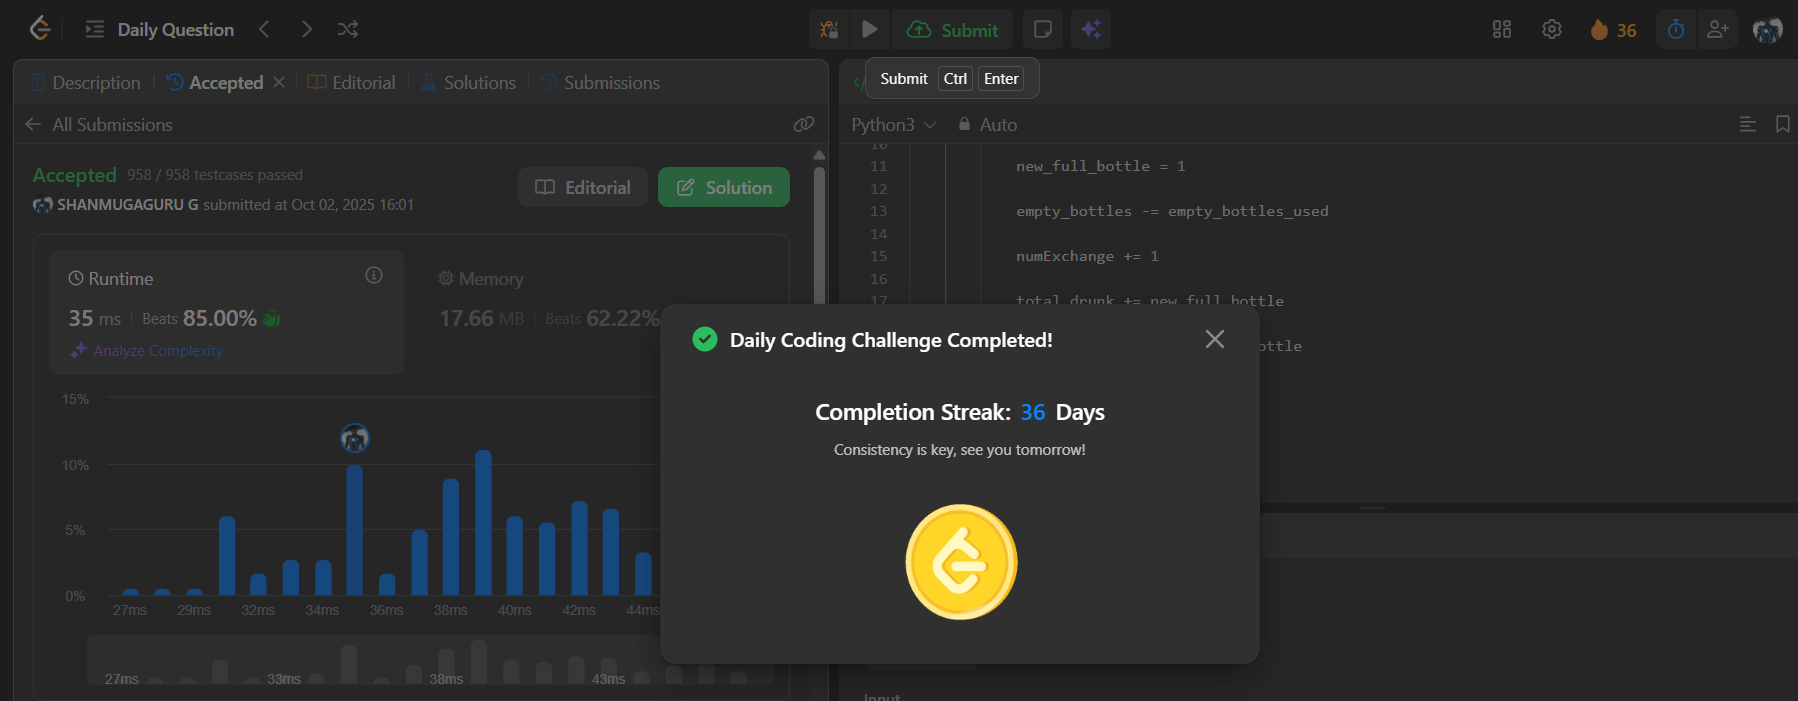 Daily Question
Submit
36
Description
Accepted
Editorial
Solutions
Submissions
Submit Ctrl Enter
All Submissions
Python3
Auto
Accepted 958 / 958 testcases passed
SHANMUGAGURU G submitted at Oct 02, 2025 16:01
Editorial
Solution
Runtime
35 ms Beats 85.00%
Analyze Complexity
Memory
17.66 MB Beats 62.22%
15%
10%
5%
0%
27ms 29ms 32ms 34ms 36ms 38ms 40ms 42ms 44ms
27ms 33ms 38ms 43ms
10
11 new_full_bottle = 1
12
13 empty_bottles -= empty_bottles_used
14
15 numExchange += 1
16
17 total_drunk += new_full_bottle
ottle
Daily Coding Challenge Completed!
Completion Streak: 36 Days
Consistency is key, see you tomorrow!
Input